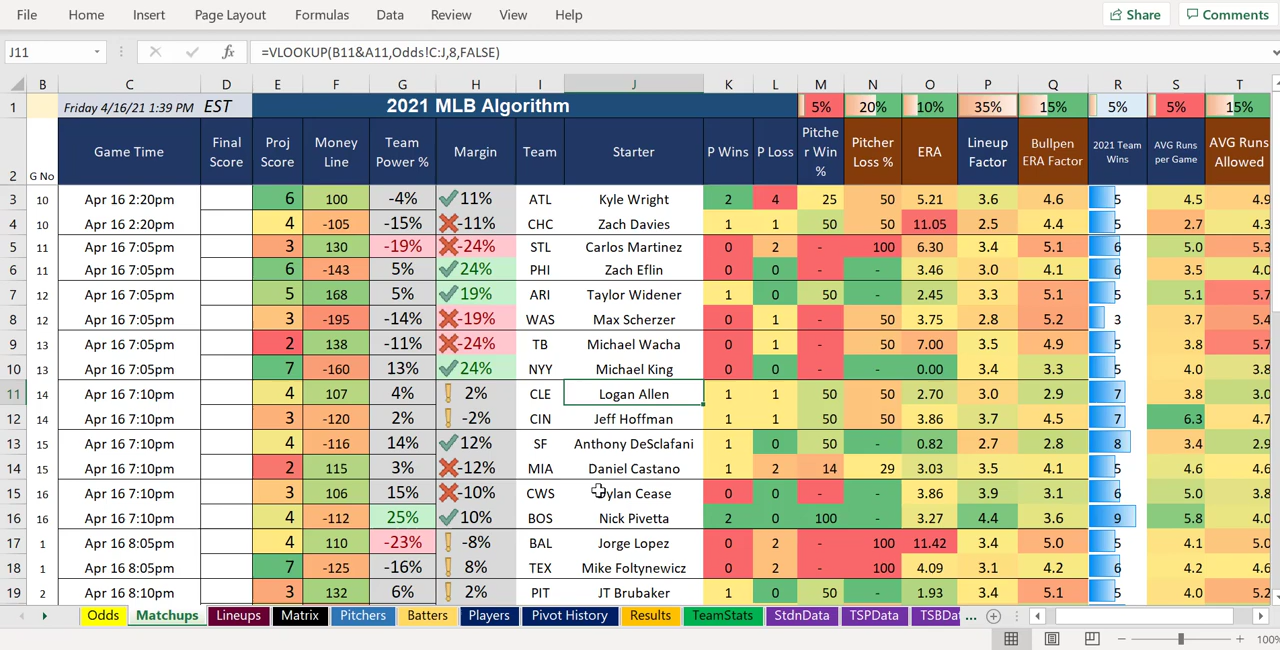 File Home Insert Page Layout Formulas Data Review View Help Share Comments
J11 fx =VLOOKUP(B11&A11,Odds!C:J,8,FALSE)
B C D E F G H I J K L M N O P Q R S T
1 Friday 4/16/21 1:39 PM EST 2021 MLB Algorithm 5% 20% 10% 35% 15% 5% 5% 15%
2 G No Game Time Final Score Proj Score Money Line Team Power % Margin Team Starter P Wins P Loss Pitcher Win % Pitcher Loss % ERA Lineup Factor Bullpen ERA Factor 2021 Team Wins AVG Runs per Game AVG Runs Allowed
3 10 Apr 16 2:20pm 6 100 -4% 11% ATL Kyle Wright 2 4 25 50 5.21 3.6 4.6 5 4.5 4.9
4 10 Apr 16 2:20pm 4 -105 -15% -11% CHC Zach Davies 1 1 50 50 11.05 2.5 4.4 5 2.7 4.3
5 11 Apr 16 7:05pm 3 130 -19% -24% STL Carlos Martinez 0 2 - 100 6.30 3.4 5.1 6 5.0 5.3
6 11 Apr 16 7:05pm 6 -143 5% 24% PHI Zach Eflin 0 0 - - 3.46 3.0 4.1 6 3.5 4.0
7 12 Apr 16 7:05pm 5 168 5% 19% ARI Taylor Widener 1 0 50 - 2.45 3.3 5.1 5 5.1 5.7
8 12 Apr 16 7:05pm 3 -195 -14% -19% WAS Max Scherzer 0 1 - 50 3.75 2.8 5.2 3 3.7 5.4
9 13 Apr 16 7:05pm 2 138 -11% -24% TB Michael Wacha 0 1 - 50 7.00 3.5 4.9 5 3.8 5.7
10 13 Apr 16 7:05pm 7 -160 13% 24% NYY Michael King 0 0 - - 0.00 3.3 3.4 5 4.0 3.8
11 14 Apr 16 7:10pm 4 107 4% 2% CLE Logan Allen 1 1 50 50 2.70 3.0 2.9 7 3.8 3.0
12 14 Apr 16 7:10pm 3 -120 2% -2% CIN Jeff Hoffman 1 1 50 50 3.86 3.7 4.5 7 6.3 4.7
13 15 Apr 16 7:10pm 4 -116 14% 12% SF Anthony DeSclafani 1 0 50 - 0.82 2.7 2.8 8 3.4 2.9
14 15 Apr 16 7:10pm 2 115 3% -12% MIA Daniel Castano 1 2 14 29 3.03 3.5 4.1 5 4.6 4.6
15 16 Apr 16 7:10pm 3 106 15% -10% CWS Dylan Cease 0 0 - - 3.86 3.9 3.1 6 5.0 3.8
16 16 Apr 16 7:10pm 4 -112 25% 10% BOS Nick Pivetta 2 0 100 - 3.27 4.4 3.6 9 5.8 4.0
17 1 Apr 16 8:05pm 4 110 -23% -8% BAL Jorge Lopez 0 2 - 100 11.42 3.4 5.0 5 4.1 5.0
18 1 Apr 16 8:05pm 7 -125 -16% 8% TEX Mike Foltynewicz 0 2 - 100 4.09 3.1 4.2 6 4.2 4.6
19 2 Apr 16 8:05pm 3 132 6% 2% PIT JT Brubaker 1 0 50 - 1.93 3.4 4.1 5 4.0 5.0
Odds Matchups Lineups Matrix Pitchers Batters Players Pivot History Results TeamStats StdnData TSPData TSBDat ...
100%